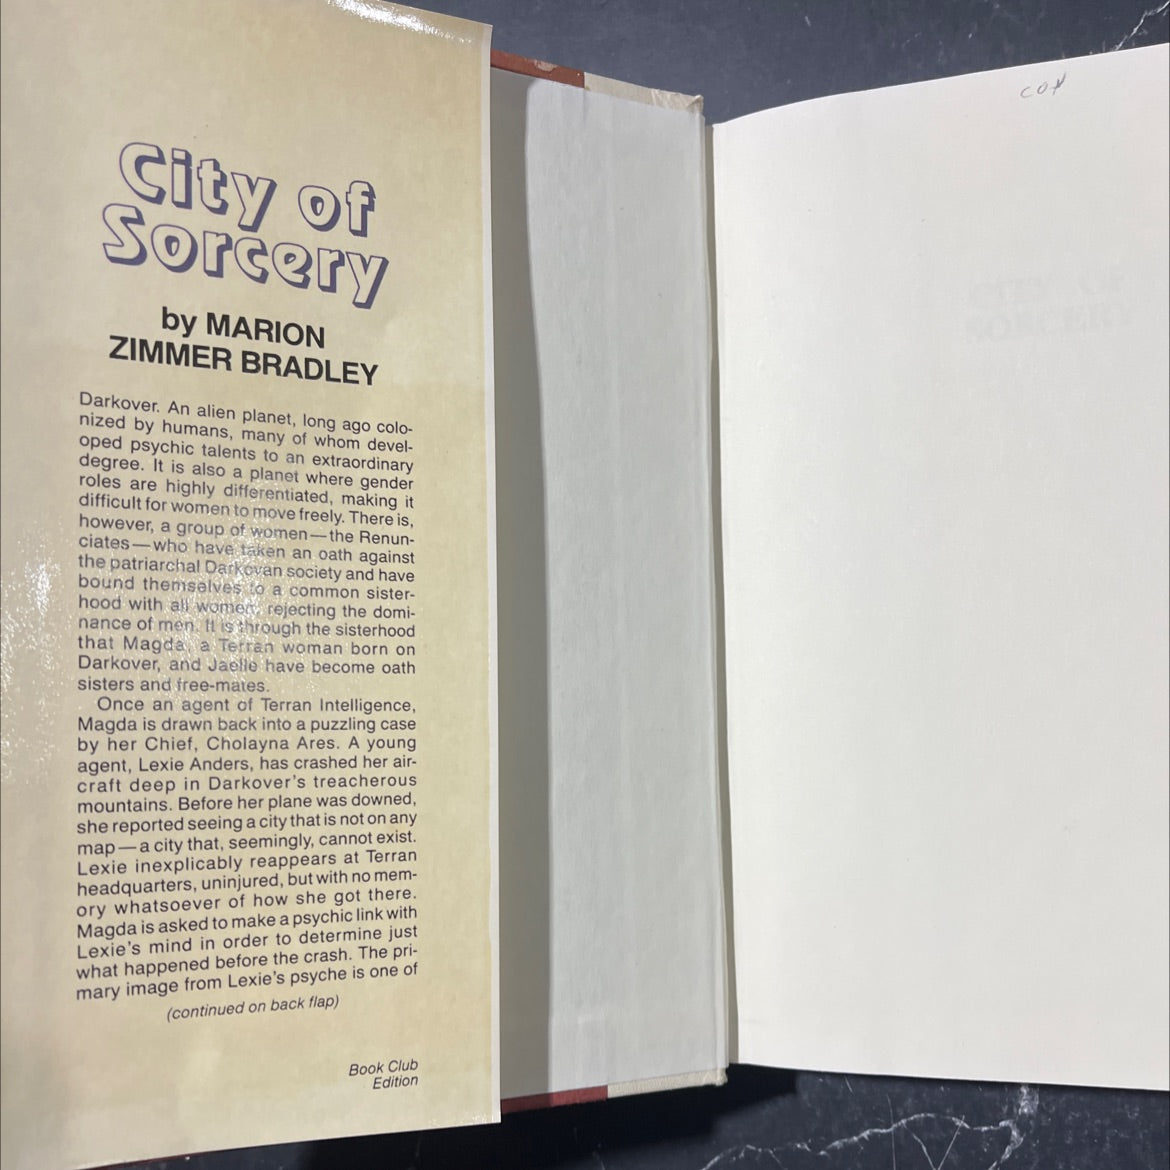 City of
Sorcery
by MARION
ZIMMER BRADLEY
Darkover. An alien planet, long ago colo-
nized by humans, many of whom devel-
oped psychic talents to an extraordinary
degree. It is also a planet where gender
roles are highly differentiated, making it
difficult for women to move freely. There is,
however, a group of women—the Renun-
ciates—who have taken an oath against
the patriarchal Darkovan society and have
bound themselves to a common sister-
hood with all women, rejecting the domi-
nance of men. It is through the sisterhood
that Magda, a Terran woman born on
Darkover, and Jaelle have become oath
sisters and free-mates.
Once an agent of Terran Intelligence,
Magda is drawn back into a puzzling case
by her Chief, Cholayna Ares. A young
agent, Lexie Anders, has crashed her air-
craft deep in Darkover's treacherous
mountains. Before her plane was downed,
she reported seeing a city that is not on any
map—a city that, seemingly, cannot exist.
Lexie inexplicably reappears at Terran
headquarters, uninjured, but with no mem-
ory whatsoever of how she got there.
Magda is asked to make a psychic link with
Lexie's mind in order to determine just
what happened before the crash. The pri-
mary image from Lexie's psyche is one of
(continued on back flap)
Book Club
Edition